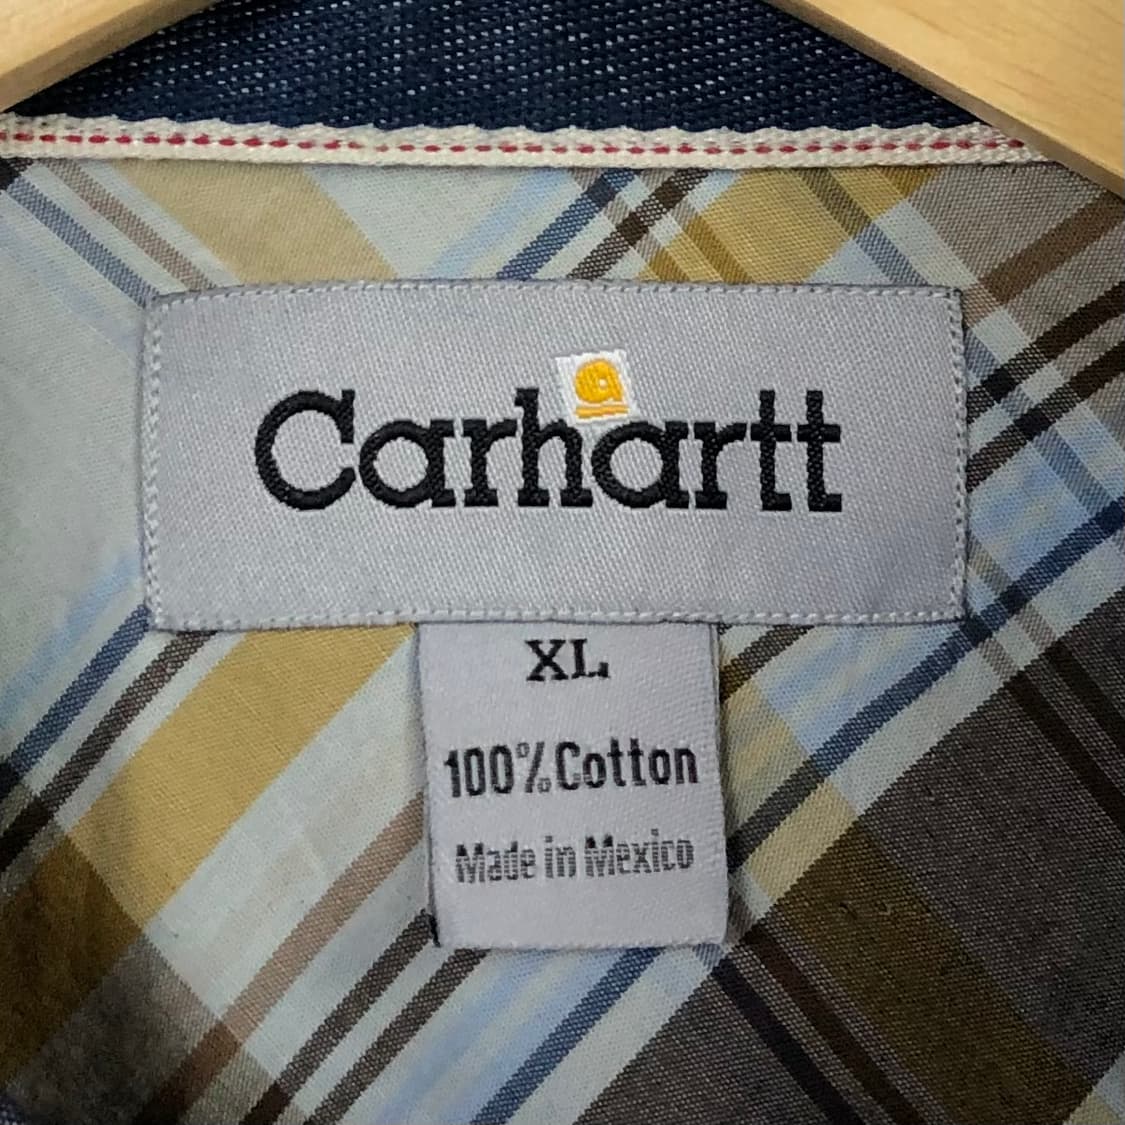 Carhartt
XL
100% Cotton
Made in Mexico